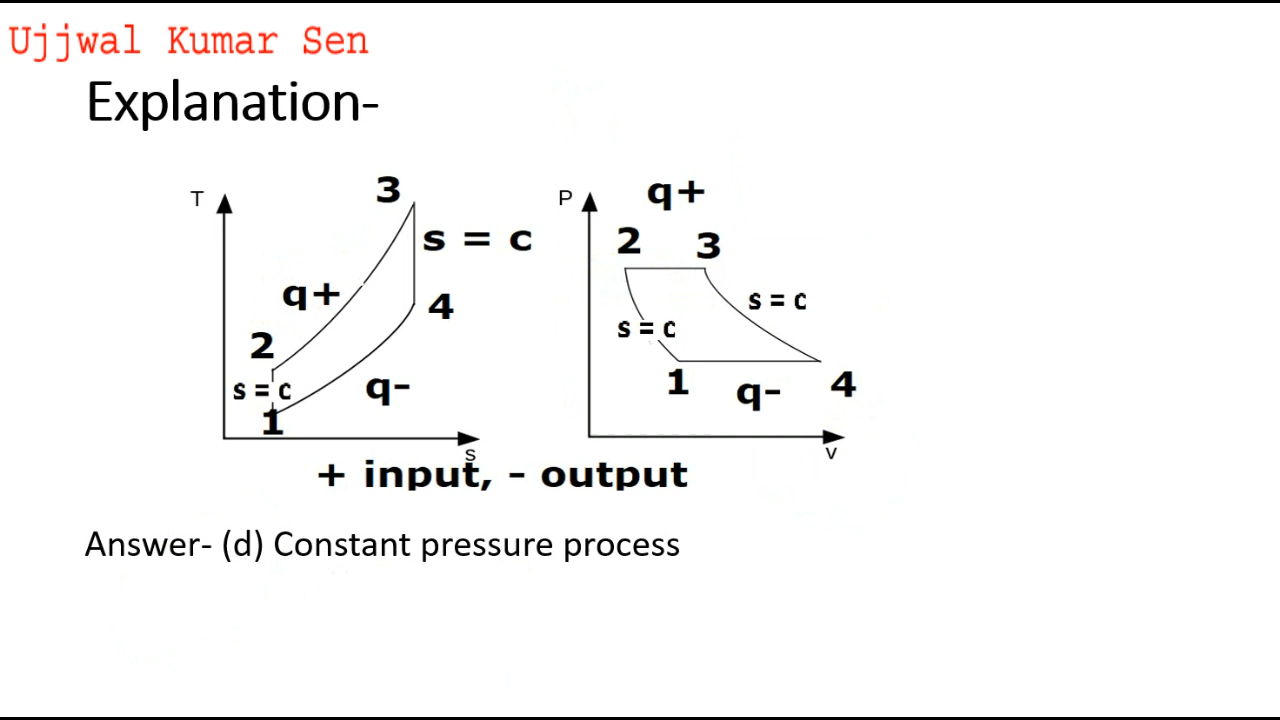 Ujjwal Kumar Sen
Explanation-
T
3
s = c
q+
4
2
s = c
q-
1
s
P
q+
2
3
s = c
s = c
1
q-
4
v
+ input, - output
Answer- (d) Constant pressure process